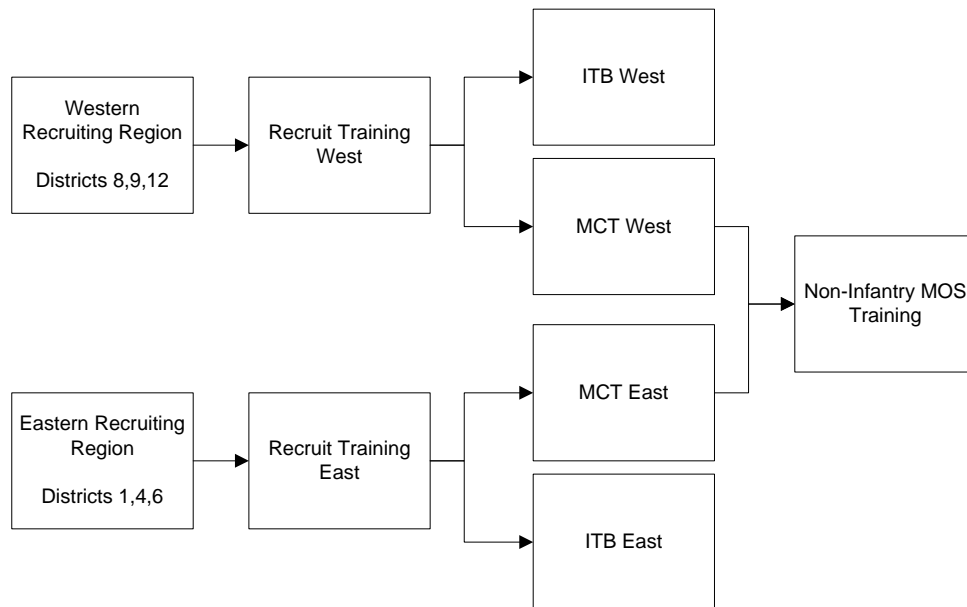 ITB West
Western
Recruiting Region
Districts 8,9,12
Recruit Training
West
MCT West
Non-Infantry MOS
Training
MCT East
Eastern Recruiting
Region
Districts 1,4,6
Recruit Training
East
ITB East